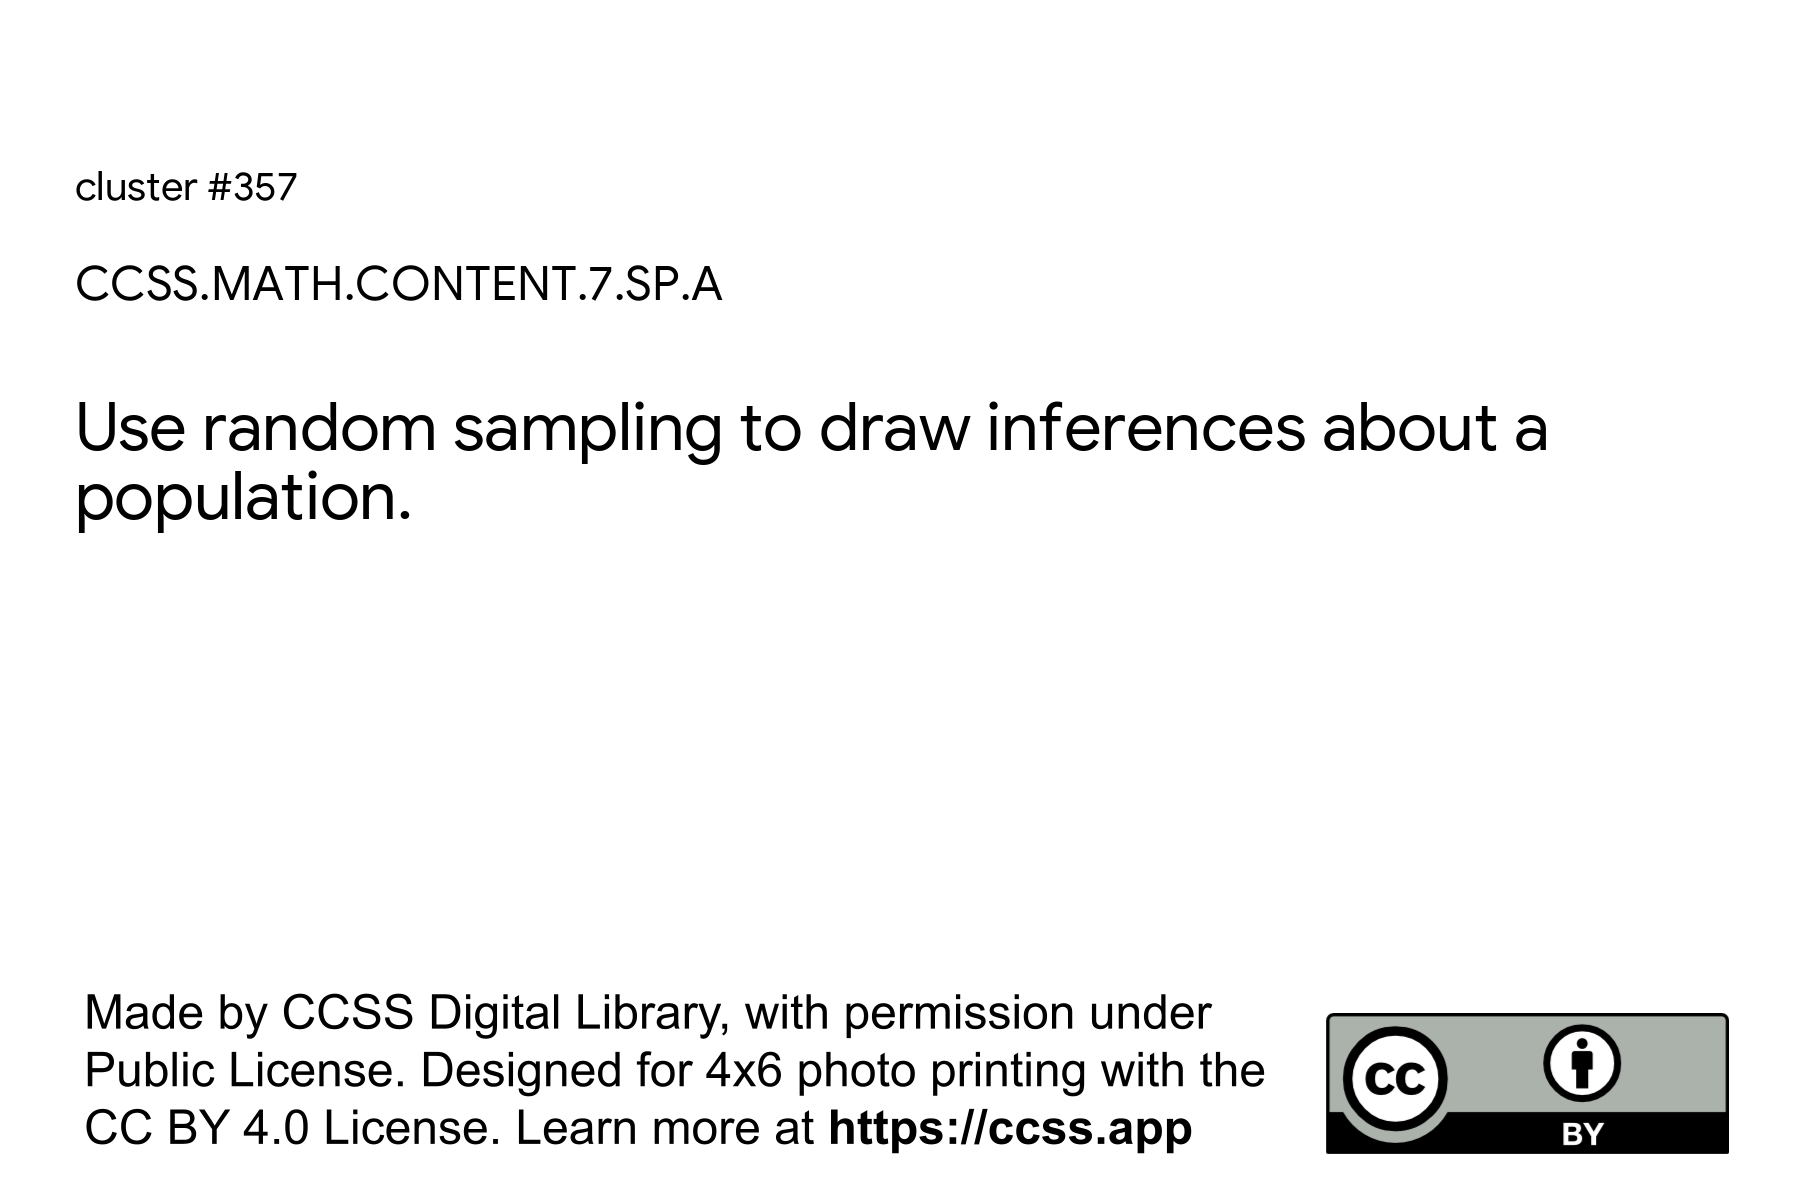 cluster #357
CCSS.MATH.CONTENT.7.SP.A
Use random sampling to draw inferences about a
population.
Made by CCSS Digital Library, with permission under
Public License. Designed for 4x6 photo printing with the
CC BY 4.0 License. Learn more at https://ccss.app
cc
BY